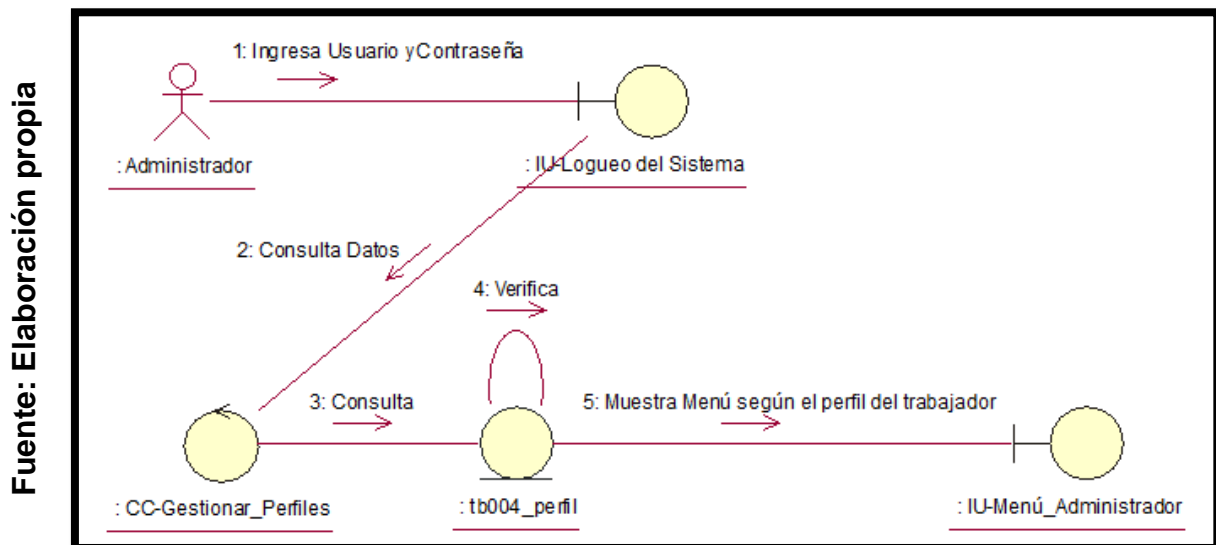 Fuente: Elaboración propia
1: Ingresa Usuario yContraseña
: Administrador
: IU-Logueo del Sistema
2: Consulta Datos
4: Verifica
3: Consulta
5: Muestra Menú según el perfil del trabajador
: CC-Gestionar_Perfiles
: tb004_perfil
: IU-Menú_Administrador